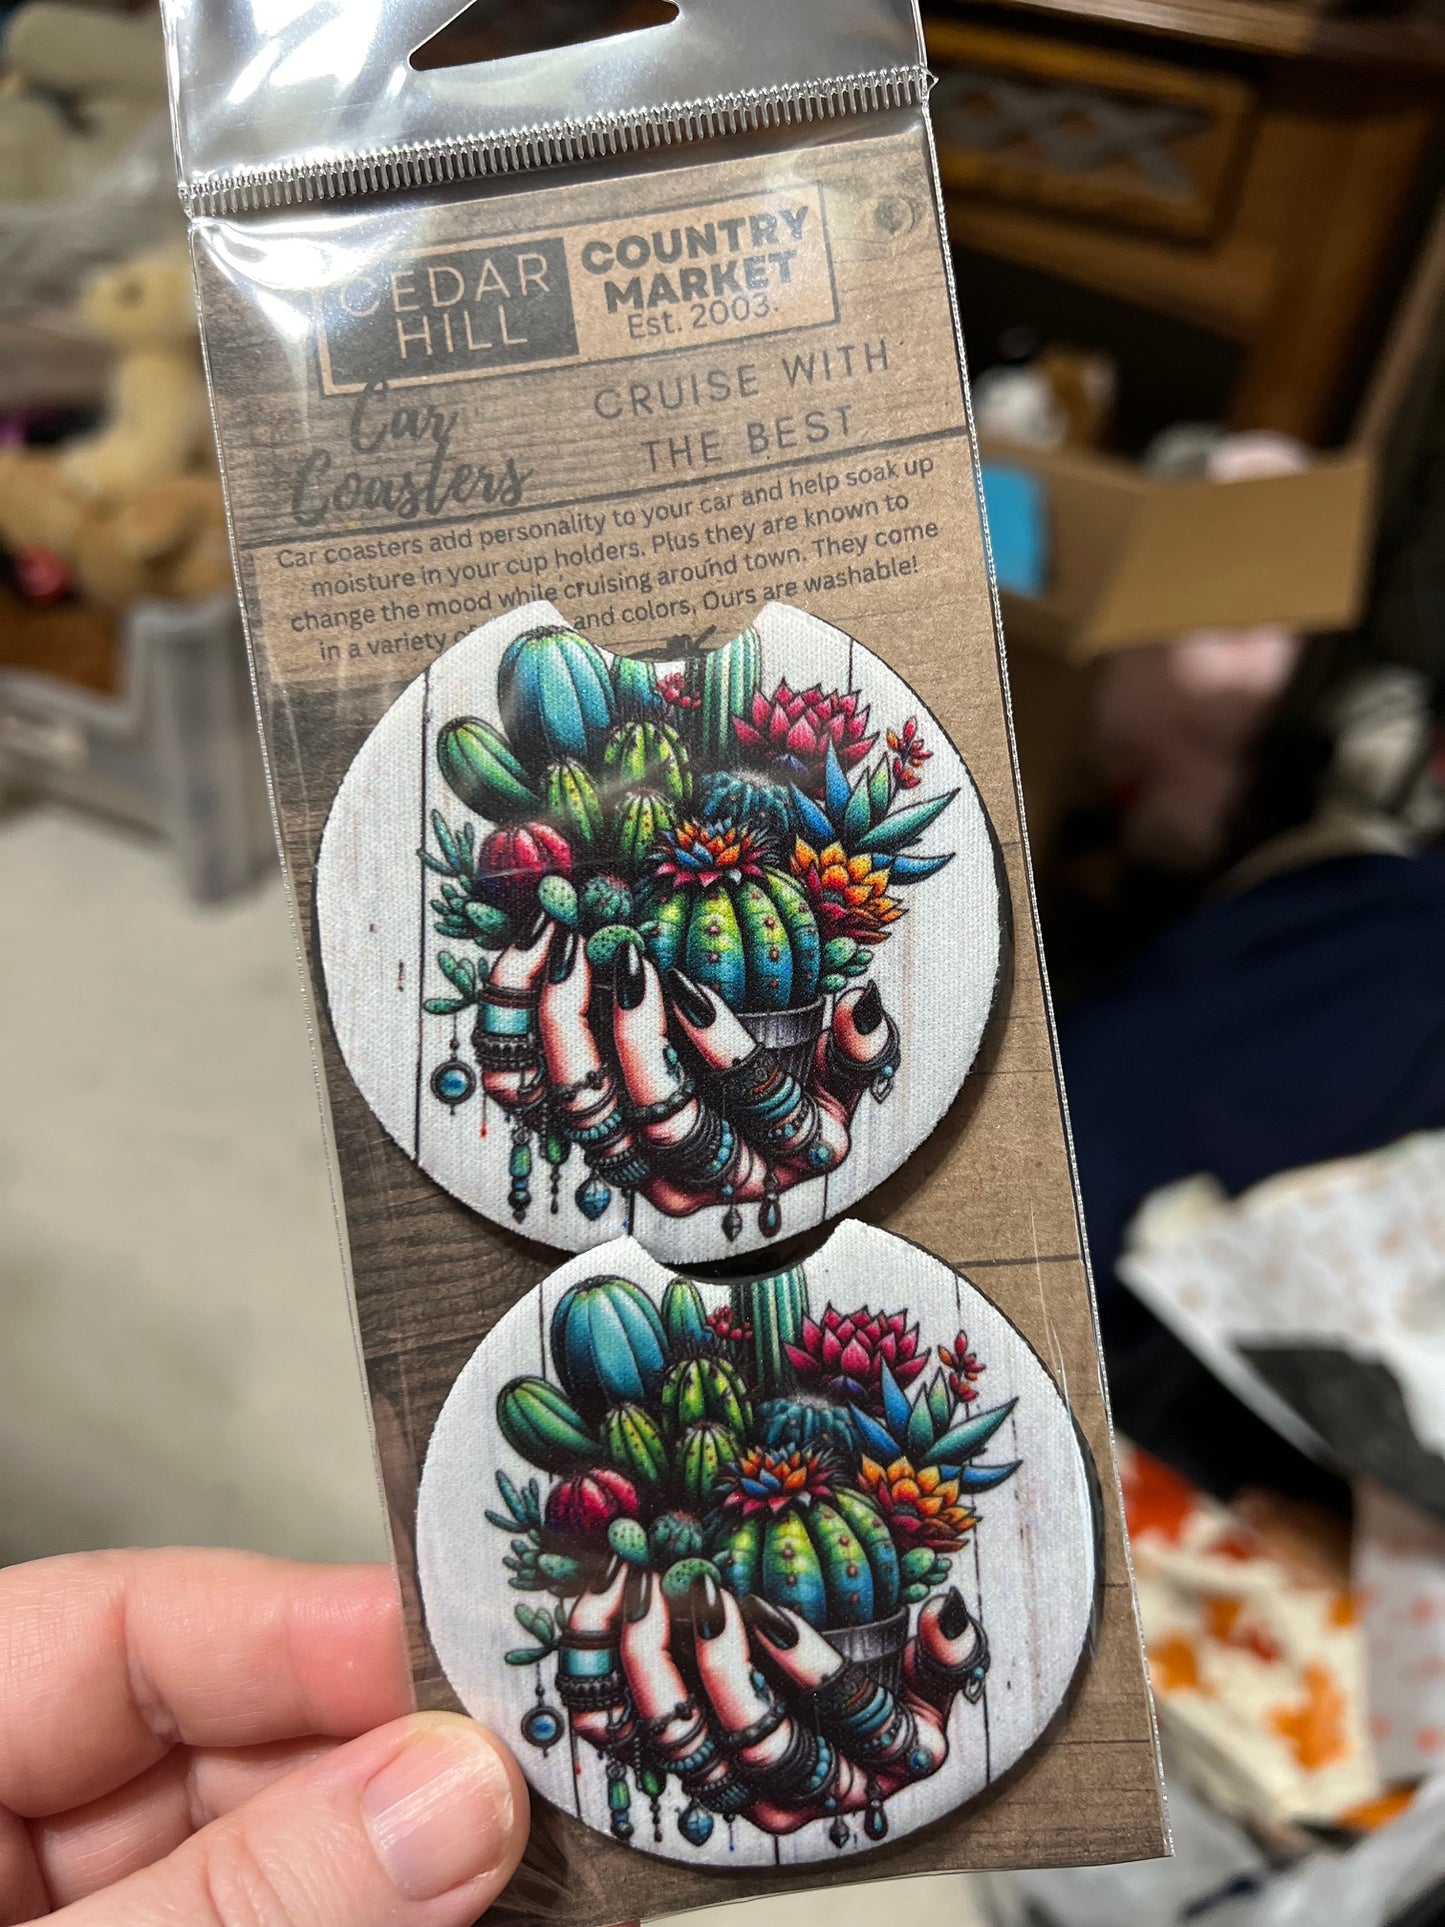 CEDAR
HILL
COUNTRY
MARKET
Est. 2003.
Car
Coasters
CRUISE WITH
THE BEST
Car coasters add personality to your car and help soak up
moisture in your cup holders. Plus they are known to
change the mood while cruising around town. They come
in a variety and colors, Ours are washable!